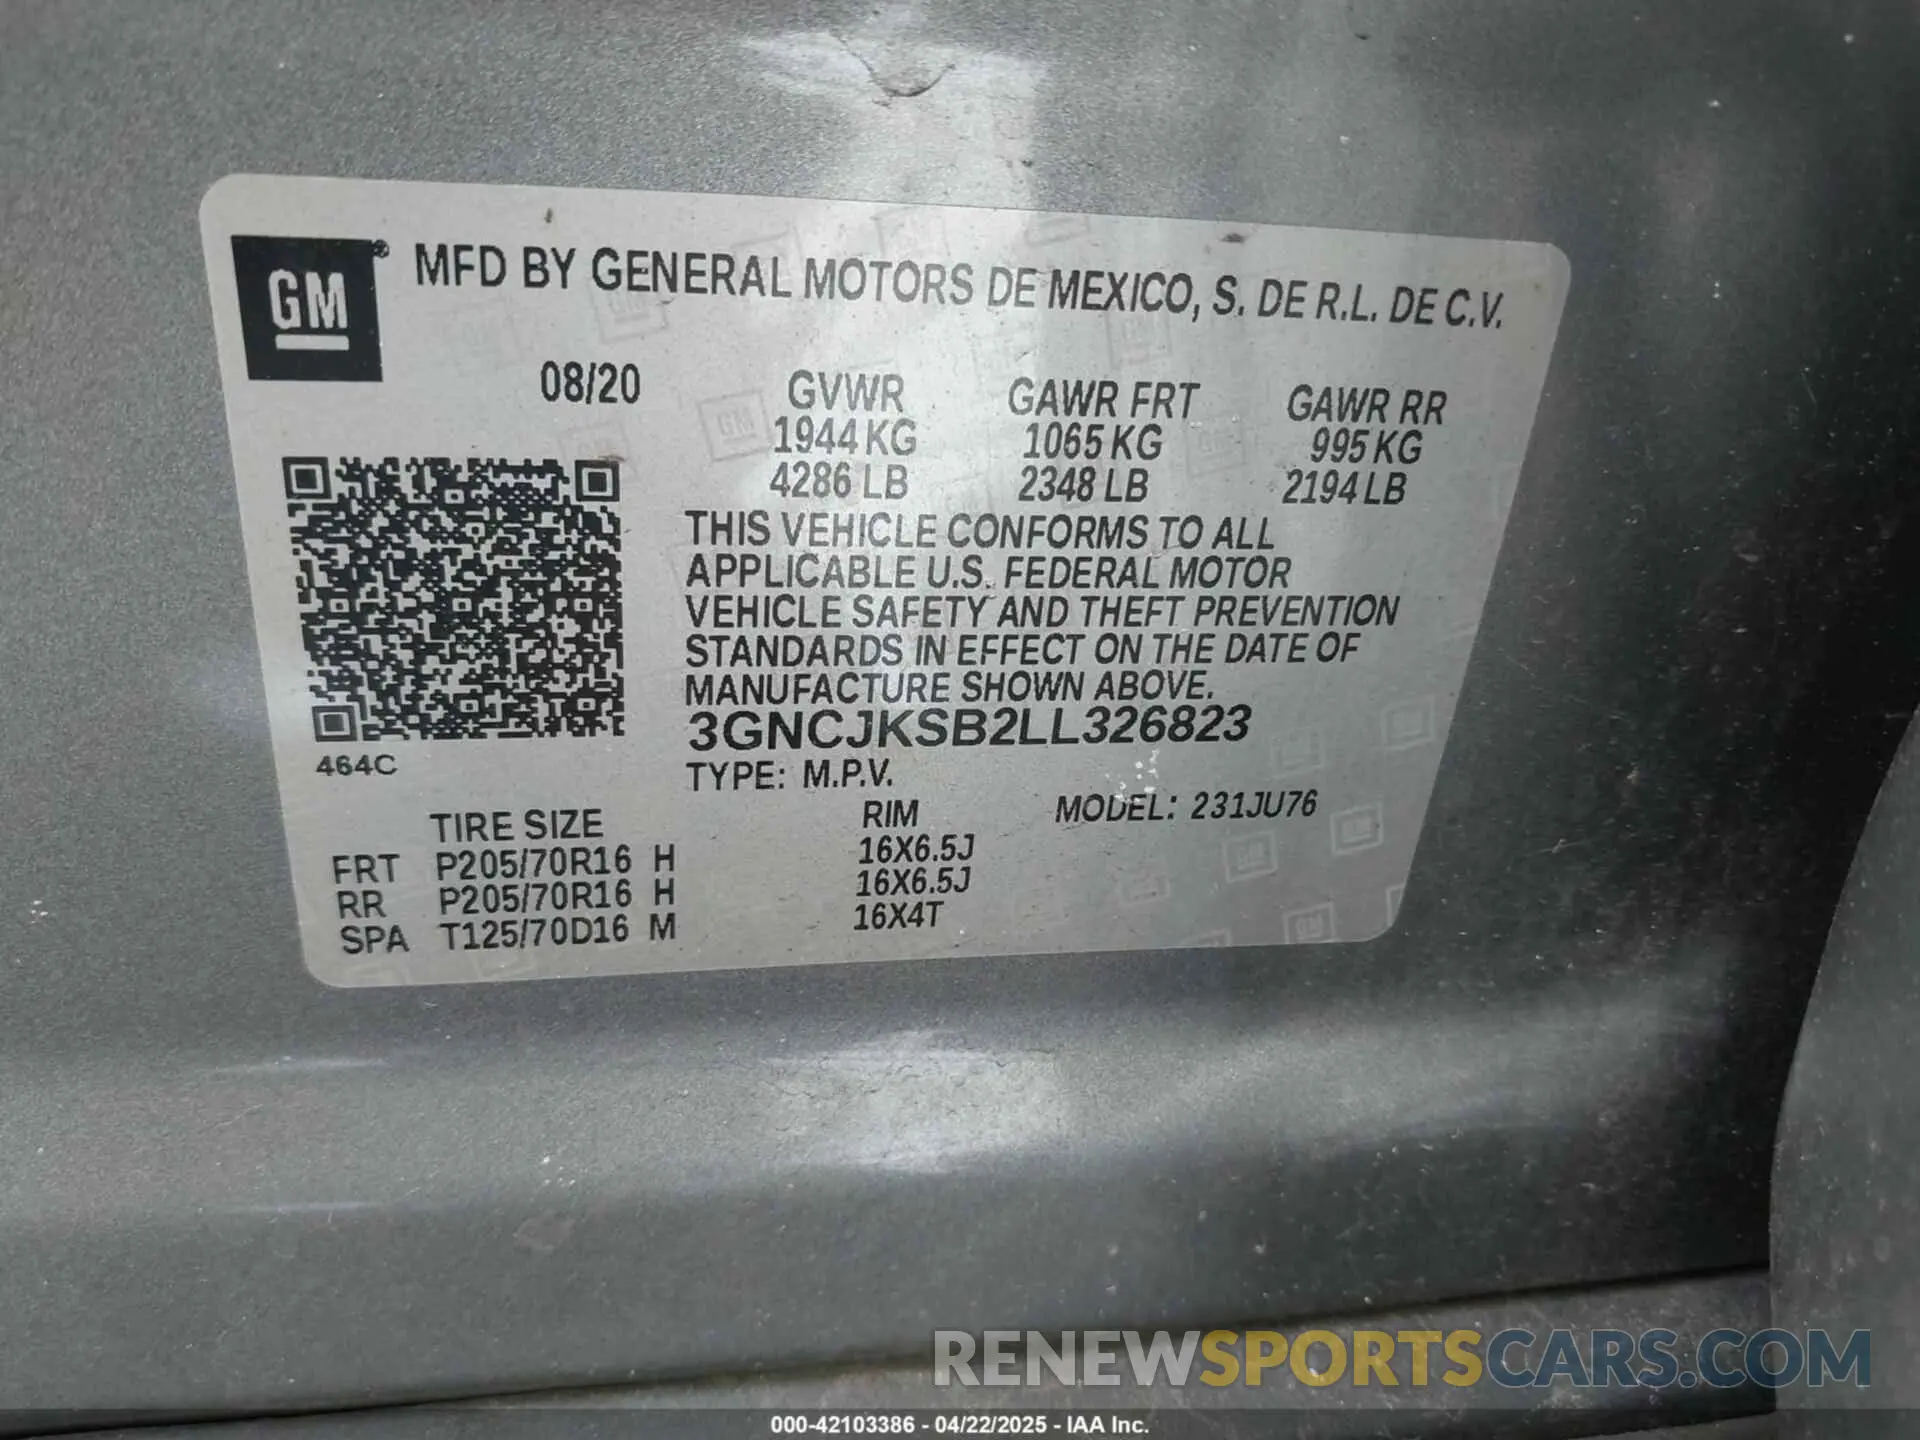 GM® MFD BY GENERAL MOTORS DE MEXICO, S. DE R.L. DE C.V.
08/20 GVWR GAWR FRT GAWR RR
1944 KG 1065 KG 995 KG
4286 LB 2348 LB 2194 LB
THIS VEHICLE CONFORMS TO ALL
APPLICABLE U.S. FEDERAL MOTOR
VEHICLE SAFETY AND THEFT PREVENTION
STANDARDS IN EFFECT ON THE DATE OF
MANUFACTURE SHOWN ABOVE.
3GNCJKSB2LL326823
464C
TYPE: M.P.V.
TIRE SIZE RIM MODEL: 231JU76
FRT P205/70R16 H 16X6.5J
RR P205/70R16 H 16X6.5J
SPA T125/70D16 M 16X4T
RENEWSPORTSCARS.COM
000-42103386 - 04/22/2025 - IAA Inc.